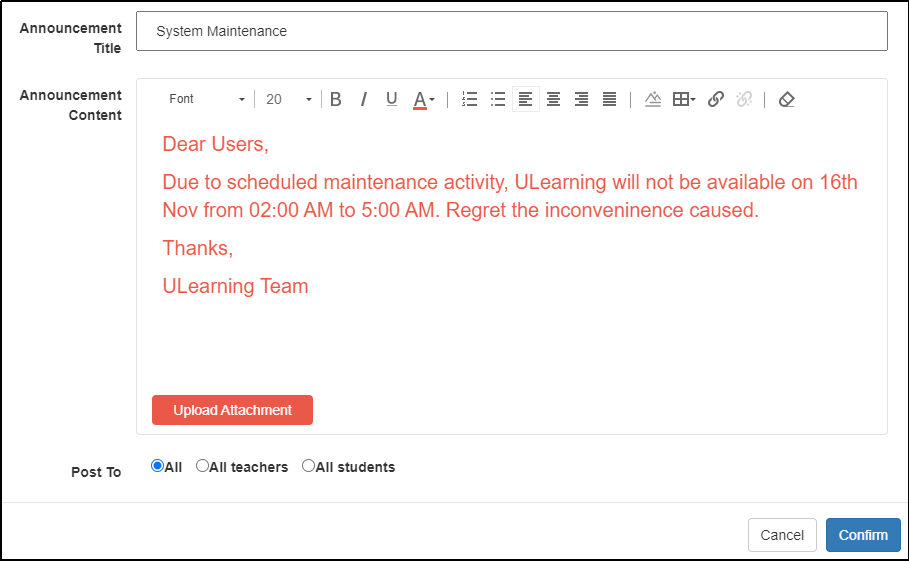 Announcement
Title
System Maintenance
Announcement
Content
Font 20 B I U A
Dear Users,
Due to scheduled maintenance activity, ULearning will not be available on 16th
Nov from 02:00 AM to 5:00 AM. Regret the inconveninence caused.
Thanks,
ULearning Team
Upload Attachment
Post To All All teachers All students
Cancel Confirm